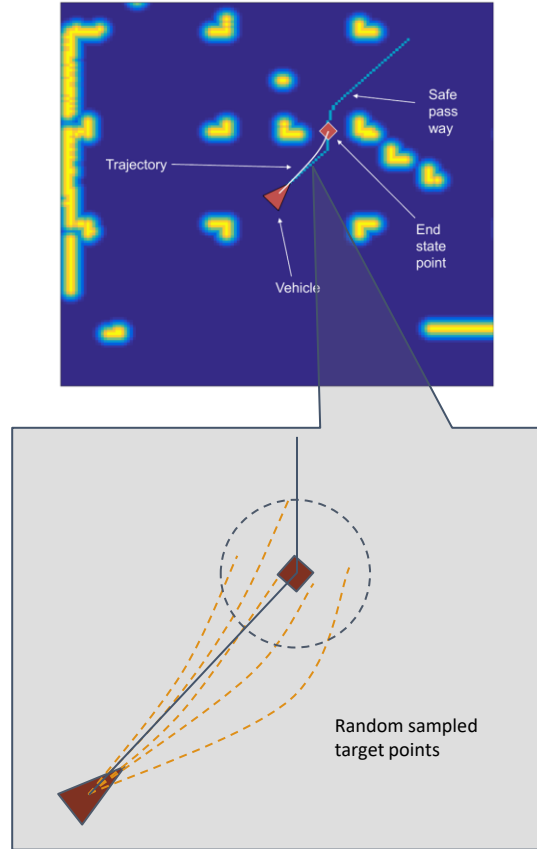 Safe
pass
way
Trajectory
End
state
point
Vehicle
Random sampled
target points